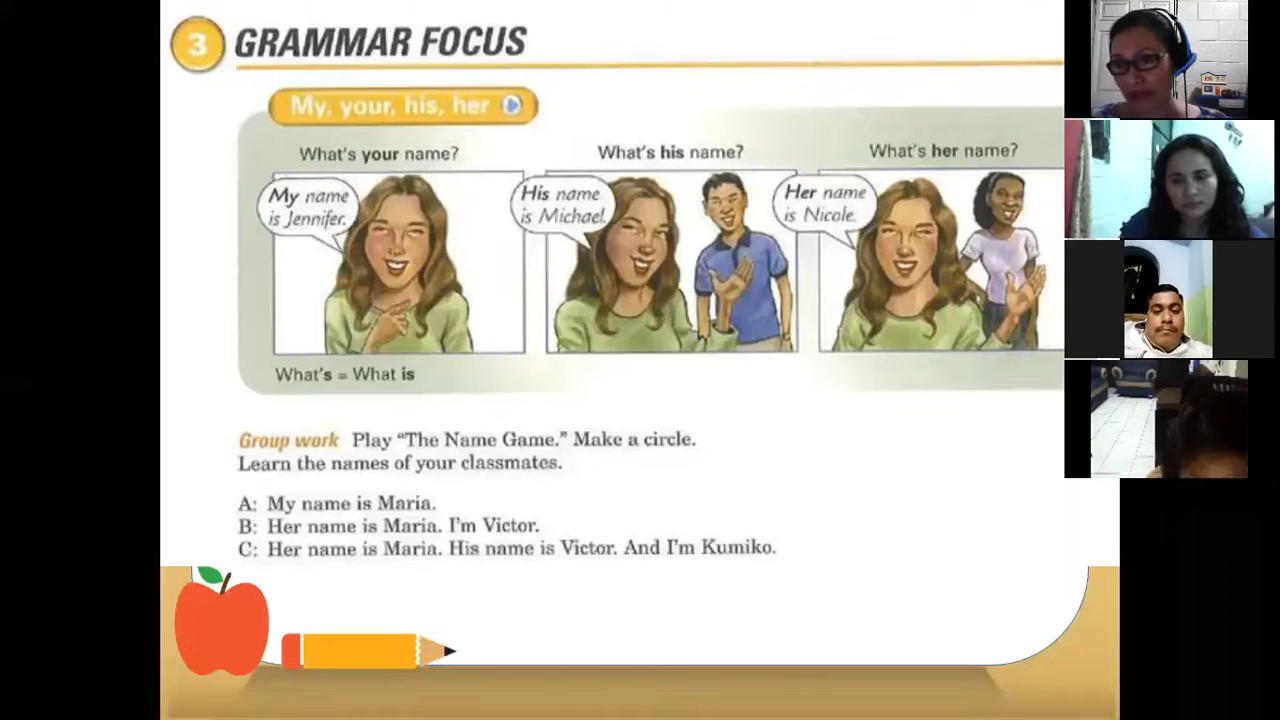 3 GRAMMAR FOCUS
My, your, his, her
What's your name?
My name
is Jennifer.
What's his name?
His name
is Michael.
What's her name?
Her name
is Nicole.
What's = What is
Group work Play “The Name Game.” Make a circle.
Learn the names of your classmates.
A: My name is Maria.
B: Her name is Maria. I'm Victor.
C: Her name is Maria. His name is Victor. And I'm Kumiko.